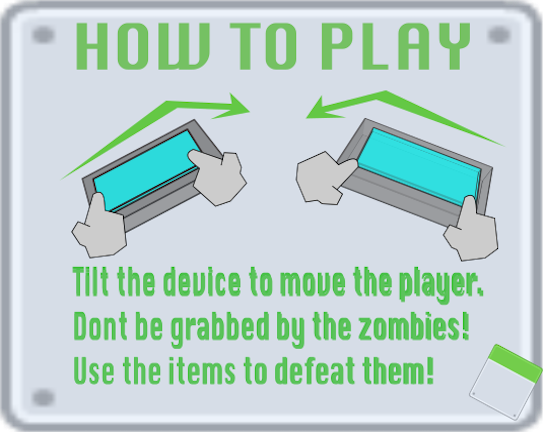 HOW TO PLAY
Tilt the device to move the player.
Dont be grabbed by the zombies!
Use the items to defeat them!